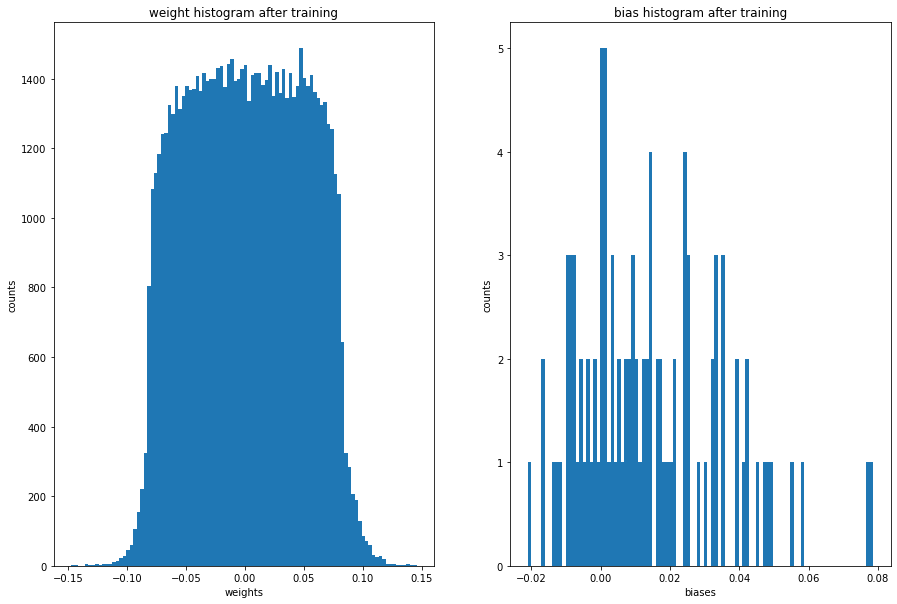 weight histogram after training
1400
1200
1000
800
600
400
200
0
−0.15 −0.10 −0.05 0.00 0.05 0.10 0.15
weights
counts
bias histogram after training
5
4
3
2
1
0
−0.02 0.00 0.02 0.04 0.06 0.08
biases
counts